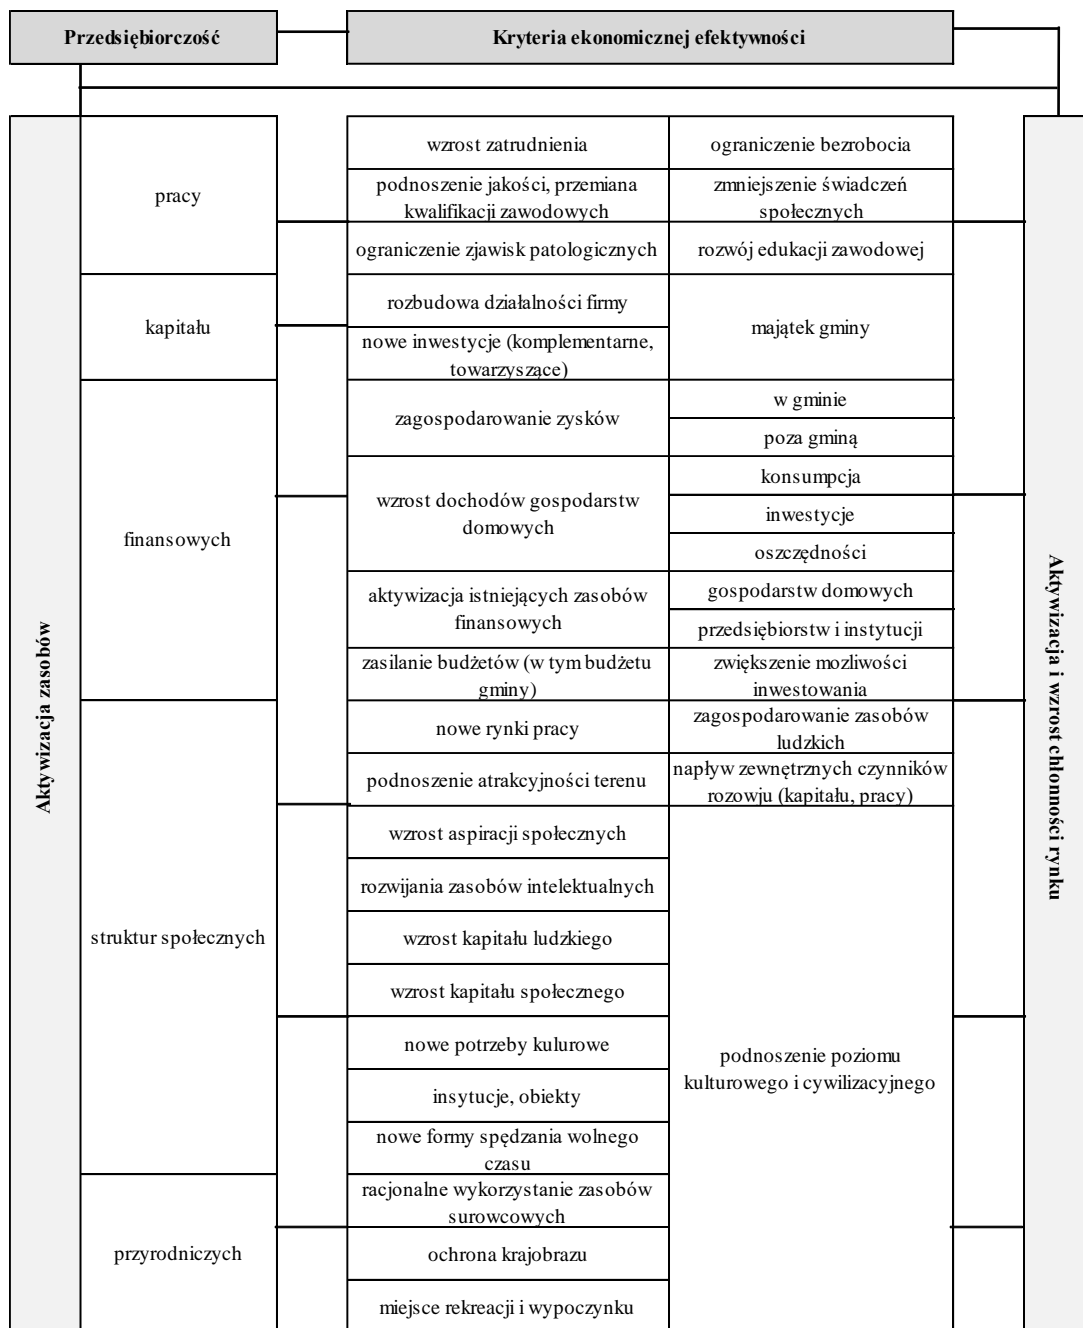 Przedsiębiorczość
Kryteria ekonomicznej efektywności
Aktywizacja zasobów
pracy
wzrost zatrudnienia
ograniczenie bezrobocia
podnoszenie jakości, przemiana
kwalifikacji zawodowych
zmniejszenie świadczeń
społecznych
ograniczenie zjawisk patologicznych
rozwój edukacji zawodowej
kapitału
rozbudowa działalności firmy
nowe inwestycje (komplementarne,
towarzyszące)
majątek gminy
finansowych
zagospodarowanie zysków
w gminie
poza gminą
wzrost dochodów gospodarstw
domowych
konsumpcja
inwestycje
oszczędności
aktywizacja istniejących zasobów
finansowych
gospodarstw domowych
przedsiębiorstw i instytucji
zasilanie budżetów (w tym budżetu
gminy)
zwiększenie mozliwości
inwestowania
struktur społecznych
nowe rynki pracy
zagospodarowanie zasobów
ludzkich
podnoszenie atrakcyjności terenu
napływ zewnętrznych czynników
rozowju (kapitału, pracy)
wzrost aspiracji społecznych
rozwijania zasobów intelektualnych
wzrost kapitału ludzkiego
wzrost kapitału społecznego
nowe potrzeby kulurowe
insytucje, obiekty
nowe formy spędzania wolnego
czasu
podnoszenie poziomu
kulturowego i cywilizacyjnego
przyrodniczych
racjonalne wykorzystanie zasobów
surowcowych
ochrona krajobrazu
miejsce rekreacji i wypoczynku
Aktywizacja i wzrost chłonności rynku